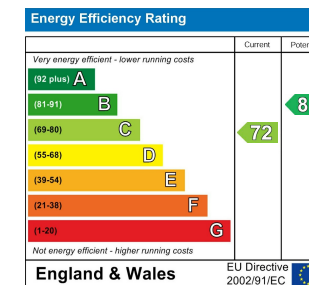 Energy Efficiency Rating
Current
Very energy efficient - lower running costs
(92 plus) A
(81-91) B
(69-80) C
72
(55-68) D
(39-54) E
(21-38) F
(1-20) G
Not energy efficient - higher running costs
England & Wales
EU Directive
2002/91/EC